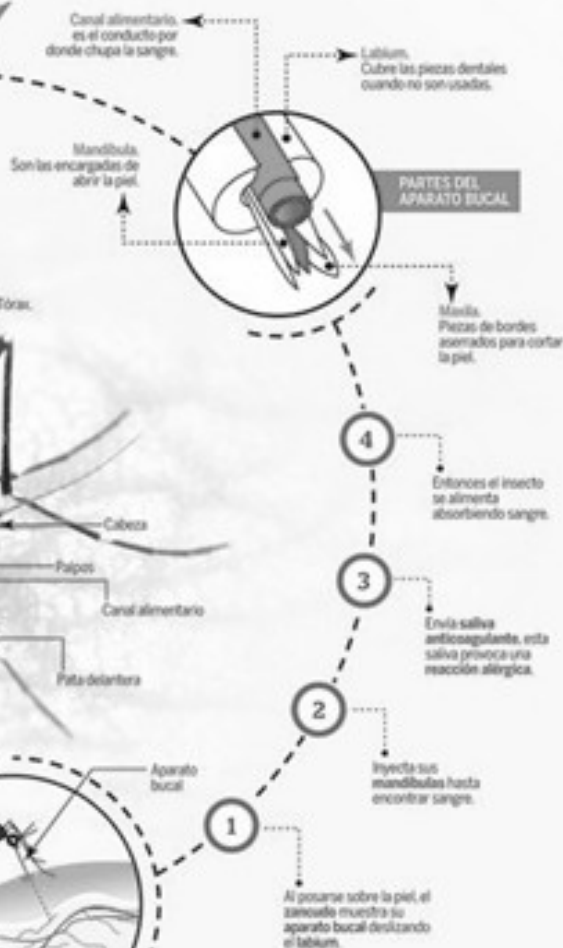 Canal alimentario,
es el conducto por
donde chupa la sangre.
Labium.
Cubre las piezas dentales
cuando no son usadas.
Mandíbula.
Son las encargadas de
abrir la piel.
PARTES DEL
APARATO BUCAL
Tórax.
Maxila.
Piezas de bordes
aserrados para cortar
la piel.
4
Entonces el insecto
se alimenta
absorbiendo sangre.
Cabeza
Palpos
Canal alimentario
3
Envía saliva
anticoagulante, esta
saliva provoca una
reacción alérgica.
Pata delantera
2
Inyecta sus
mandíbulas hasta
encontrar sangre.
Aparato
bucal
1
Al posarse sobre la piel, el
zancudo muestra su
aparato bucal deslizando
el labium.